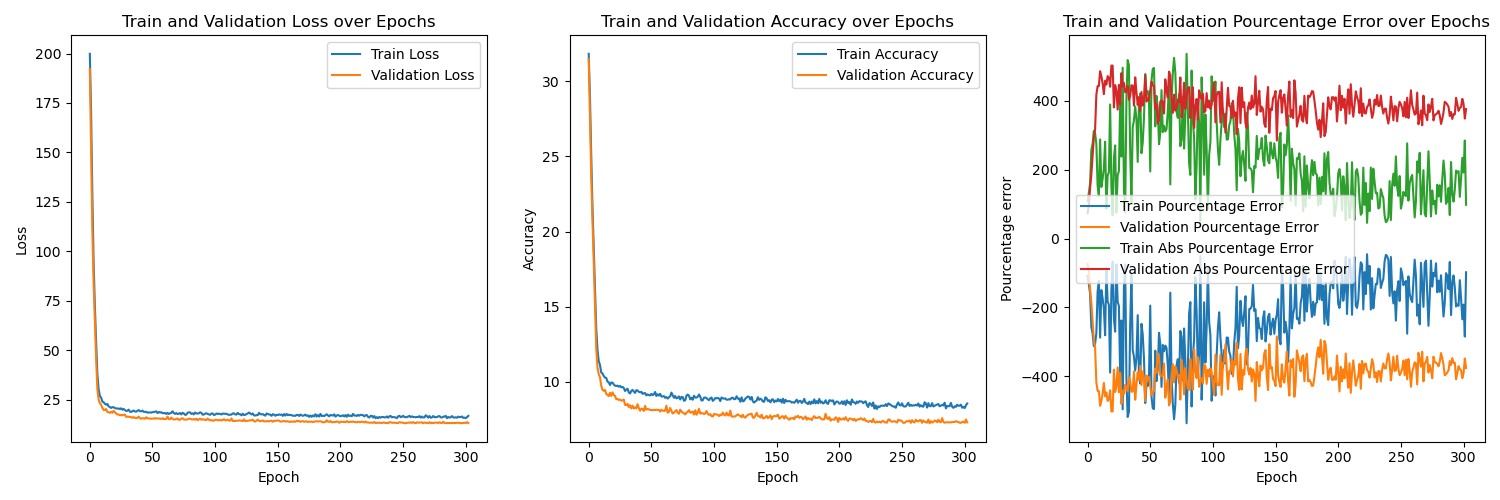 Train and Validation Loss over Epochs
Train Loss
Validation Loss
200
175
150
125
100
75
50
25
Loss
0
50
100
150
200
250
300
Epoch
Train and Validation Accuracy over Epochs
Train Accuracy
Validation Accuracy
30
25
20
15
10
Accuracy
0
50
100
150
200
250
300
Epoch
Train and Validation Pourcentage Error over Epochs
400
200
0
−200
−400
Pourcentage error
Train Pourcentage Error
Validation Pourcentage Error
Train Abs Pourcentage Error
Validation Abs Pourcentage Error
0
50
100
150
200
250
300
Epoch